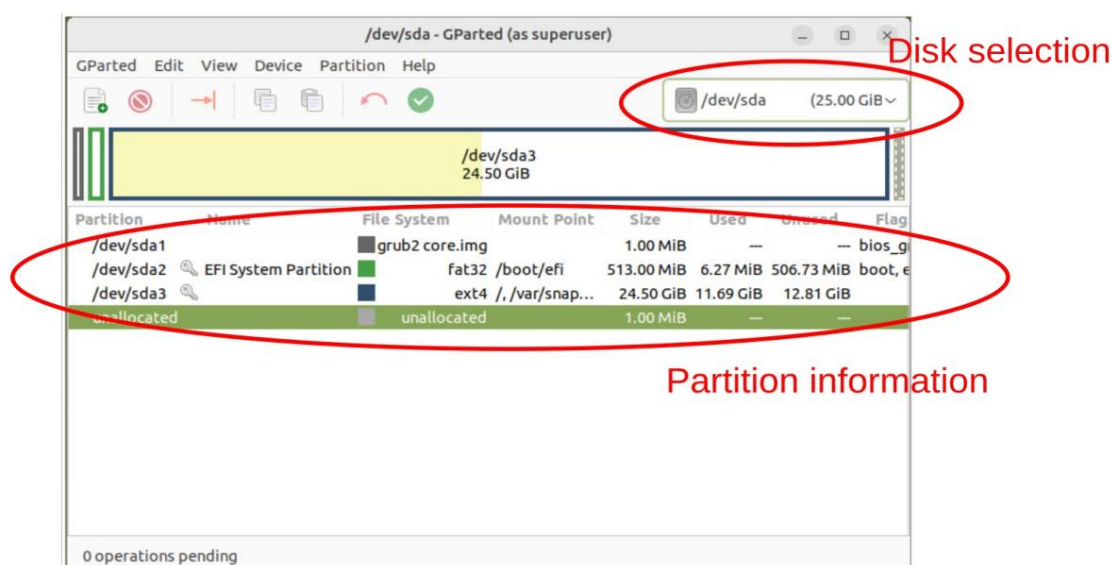 /dev/sda - GParted (as superuser)
Disk selection
GParted Edit View Device Partition Help
/dev/sda (25.00 GiB
/dev/sda3
24.50 GiB
Partition Name File System Mount Point Size Used Unused Flag
/dev/sda1 grub2 core.img 1.00 MiB --- --- bios_g
/dev/sda2 EFI System Partition fat32 /boot/efi 513.00 MiB 6.27 MiB 506.73 MiB boot, e
/dev/sda3 ext4 /, /var/snap... 24.50 GiB 11.69 GiB 12.81 GiB
unallocated unallocated 1.00 MiB --- ---
Partition information
0 operations pending